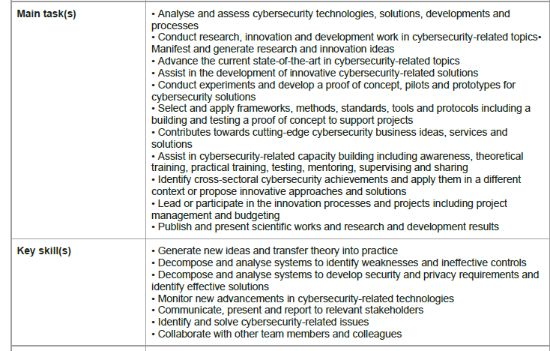 Main task(s)
• Analyse and assess cybersecurity technologies, solutions, developments and
processes
• Conduct research, innovation and development work in cybersecurity-related topics•
Manifest and generate research and innovation ideas
• Advance the current state-of-the-art in cybersecurity-related topics
• Assist in the development of innovative cybersecurity-related solutions
• Conduct experiments and develop a proof of concept, pilots and prototypes for
cybersecurity solutions
• Select and apply frameworks, methods, standards, tools and protocols including a
building and testing a proof of concept to support projects
• Contributes towards cutting-edge cybersecurity business ideas, services and
solutions
• Assist in cybersecurity-related capacity building including awareness, theoretical
training, practical training, testing, mentoring, supervising and sharing
• Identify cross-sectoral cybersecurity achievements and apply them in a different
context or propose innovative approaches and solutions
• Lead or participate in the innovation processes and projects including project
management and budgeting
• Publish and present scientific works and research and development results
Key skill(s)
• Generate new ideas and transfer theory into practice
• Decompose and analyse systems to identify weaknesses and ineffective controls
• Decompose and analyse systems to develop security and privacy requirements and
identify effective solutions
• Monitor new advancements in cybersecurity-related technologies
• Communicate, present and report to relevant stakeholders
• Identify and solve cybersecurity-related issues
• Collaborate with other team members and colleagues